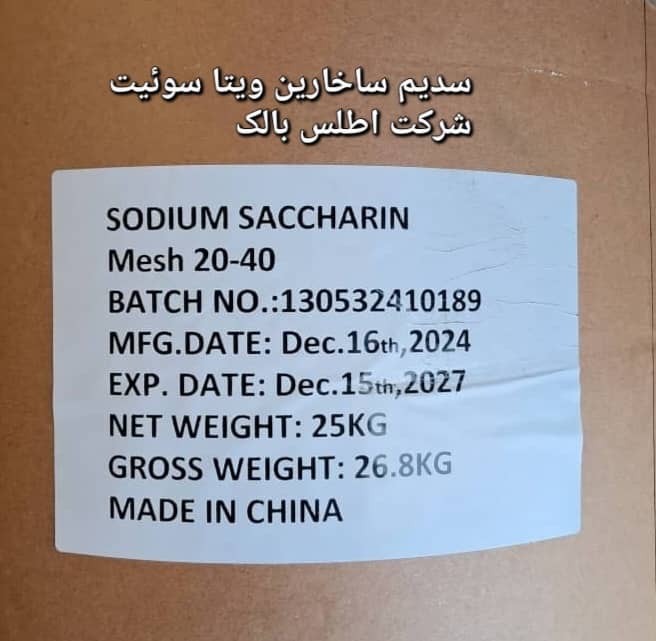 سدیم ساخارین ویتا سوئیت
شرکت اطلس بالک
SODIUM SACCHARIN
Mesh 20-40
BATCH NO.:130532410189
MFG.DATE: Dec.16th,2024
EXP. DATE: Dec.15th,2027
NET WEIGHT: 25KG
GROSS WEIGHT: 26.8KG
MADE IN CHINA